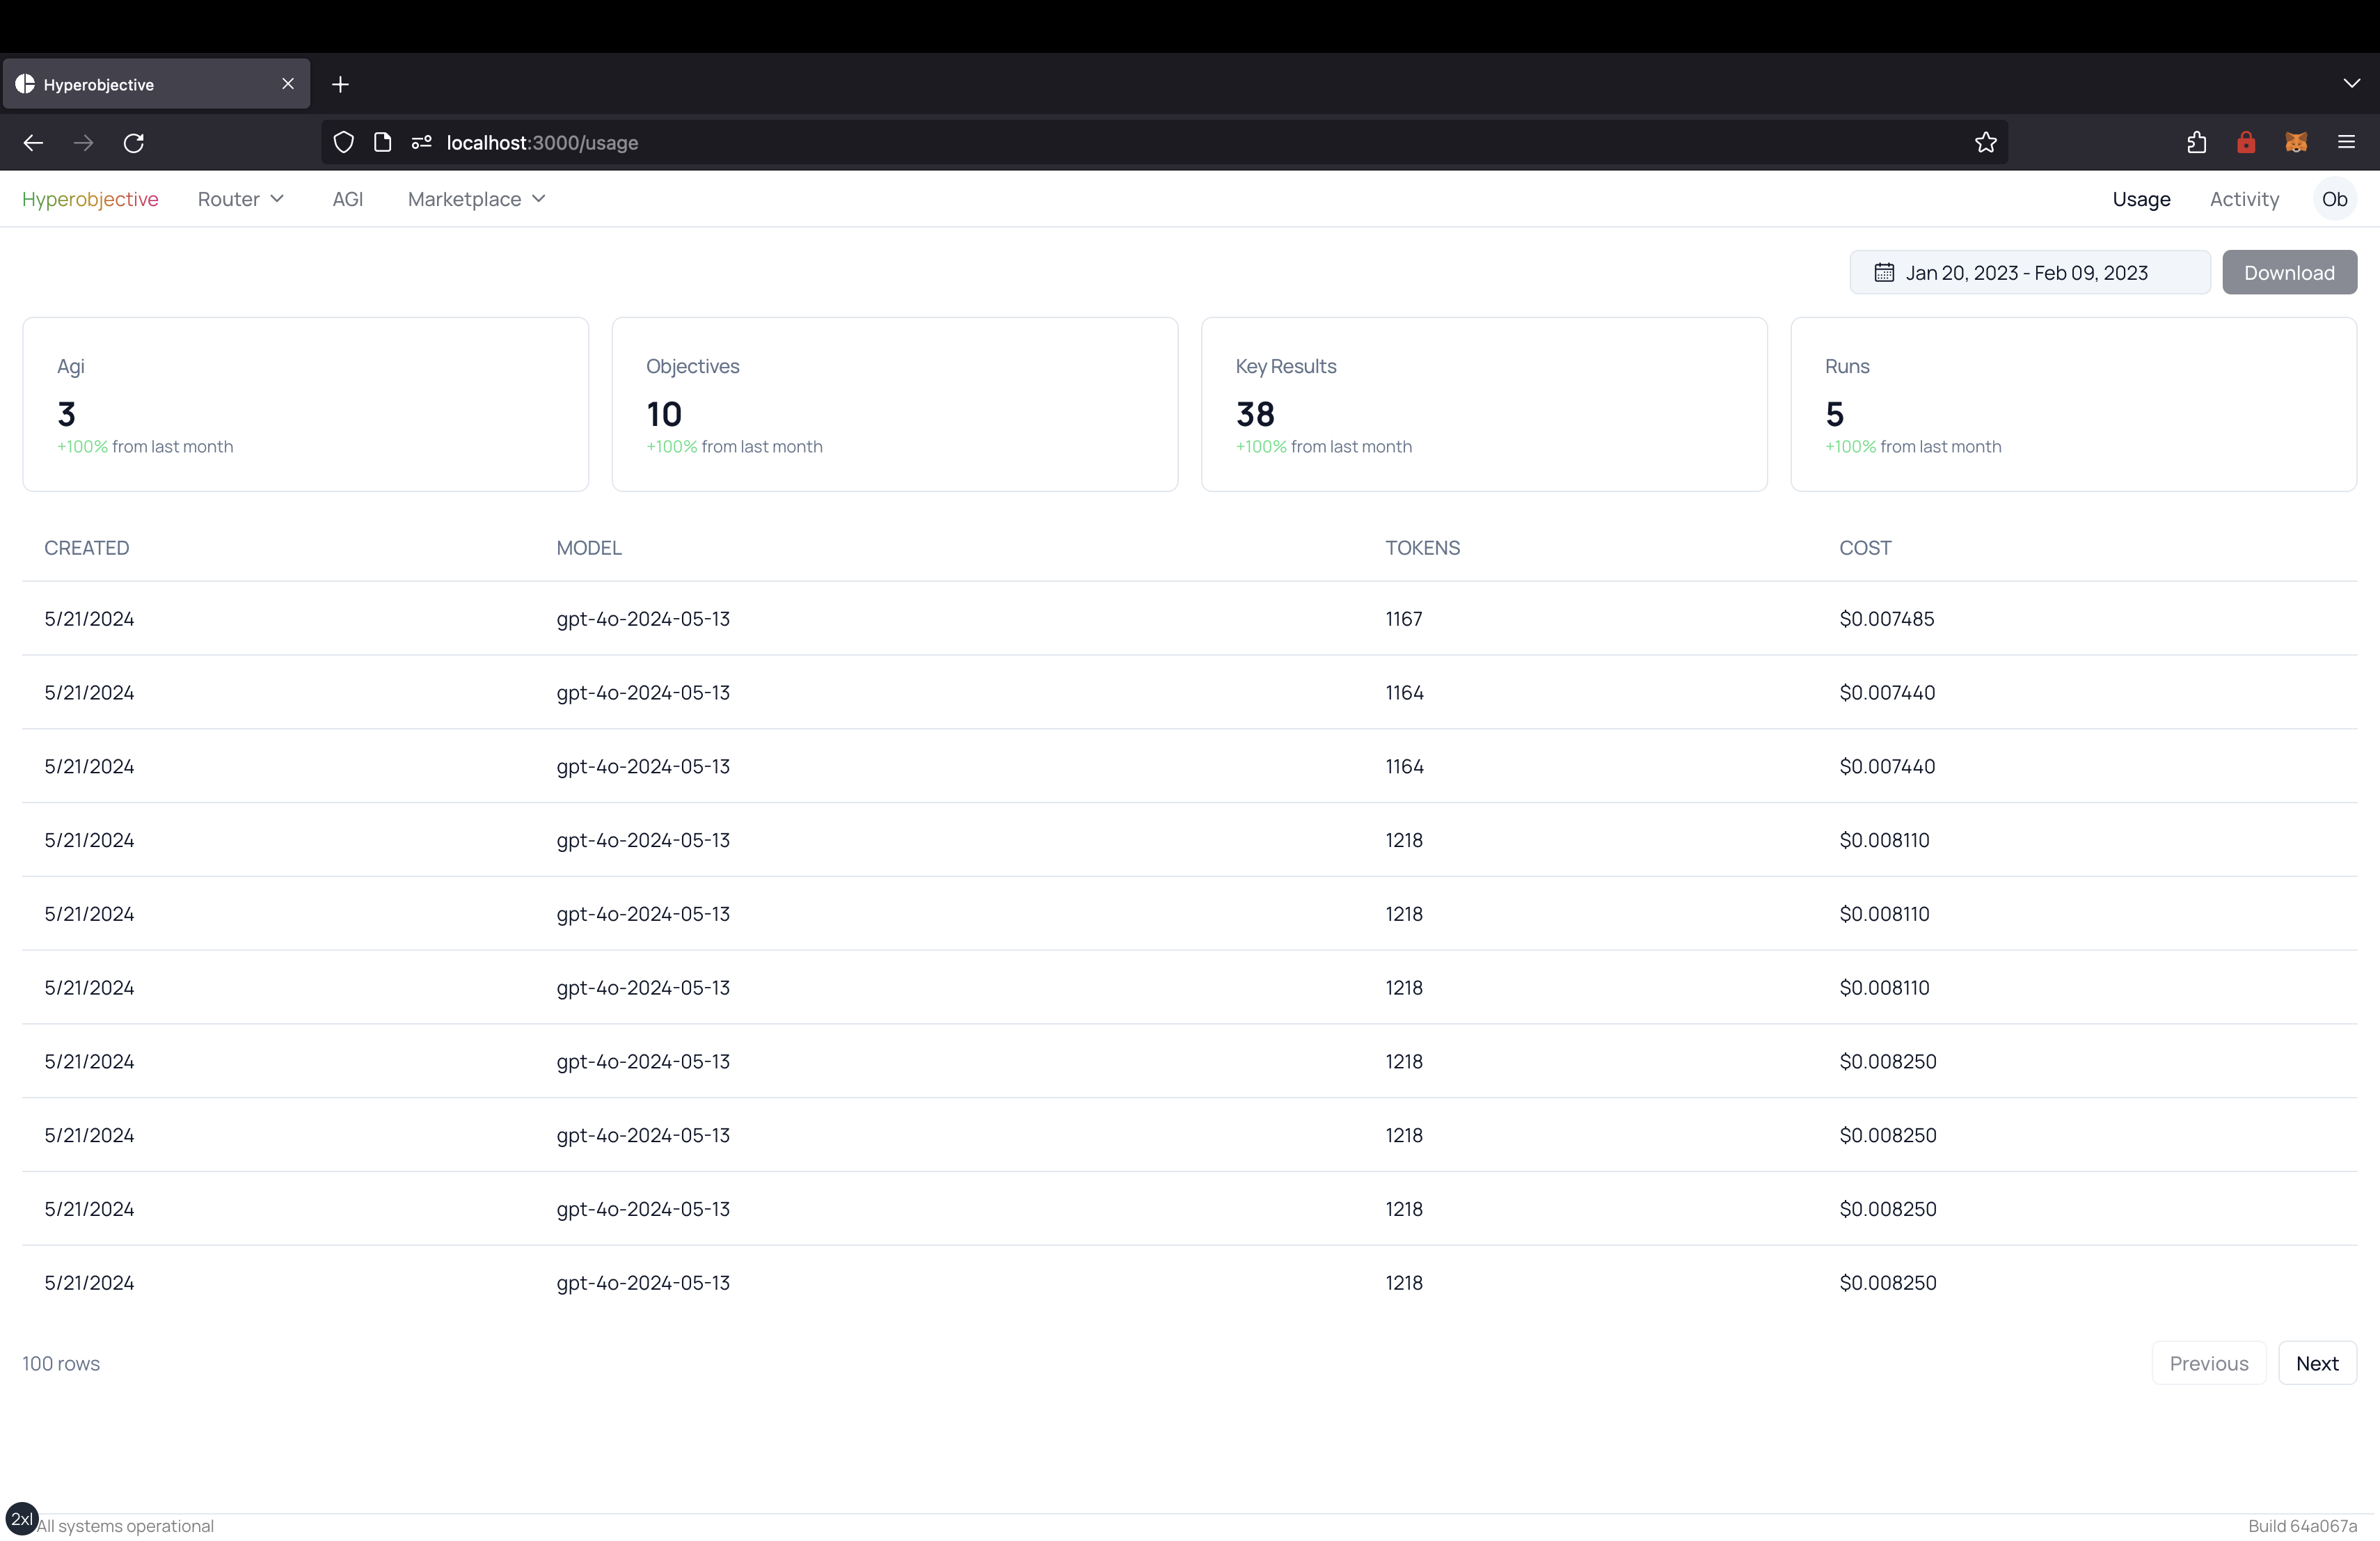 Hyperobjective
localhost:3000/usage
Hyperobjective Router AGI Marketplace Usage Activity Ob
Jan 20, 2023 - Feb 09, 2023 Download
Agi
3
+100% from last month
Objectives
10
+100% from last month
Key Results
38
+100% from last month
Runs
5
+100% from last month
CREATED MODEL TOKENS COST
5/21/2024 gpt-4o-2024-05-13 1167 $0.007485
5/21/2024 gpt-4o-2024-05-13 1164 $0.007440
5/21/2024 gpt-4o-2024-05-13 1164 $0.007440
5/21/2024 gpt-4o-2024-05-13 1218 $0.008110
5/21/2024 gpt-4o-2024-05-13 1218 $0.008110
5/21/2024 gpt-4o-2024-05-13 1218 $0.008110
5/21/2024 gpt-4o-2024-05-13 1218 $0.008250
5/21/2024 gpt-4o-2024-05-13 1218 $0.008250
5/21/2024 gpt-4o-2024-05-13 1218 $0.008250
5/21/2024 gpt-4o-2024-05-13 1218 $0.008250
100 rows Previous Next
2xl All systems operational Build 64a067a